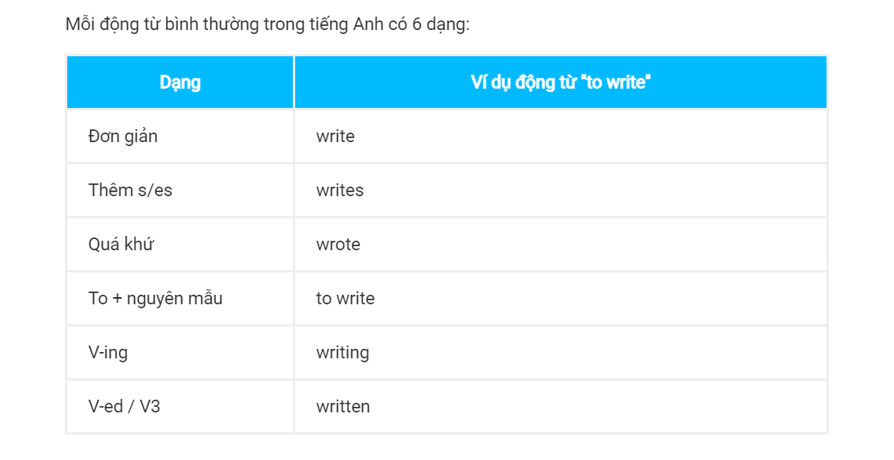 Mỗi động từ bình thường trong tiếng Anh có 6 dạng:
Dạng Ví dụ động từ "to write"
Đơn giản write
Thêm s/es writes
Quá khứ wrote
To + nguyên mẫu to write
V-ing writing
V-ed / V3 written